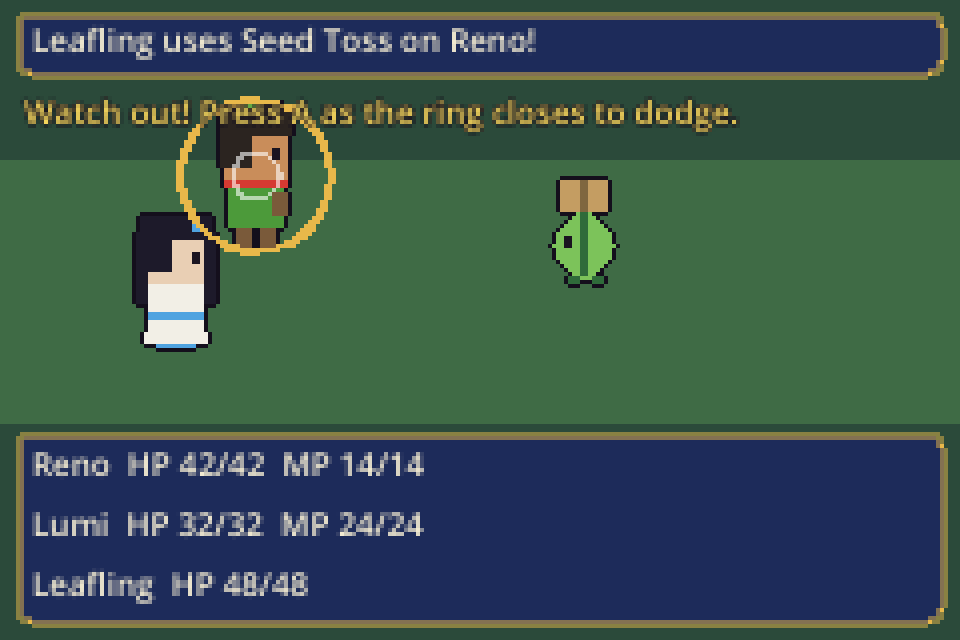 Leafling uses Seed Toss on Reno!
Watch out! Press A as the ring closes to dodge.
Reno HP 42/42 MP 14/14
Lumi HP 32/32 MP 24/24
Leafling HP 48/48